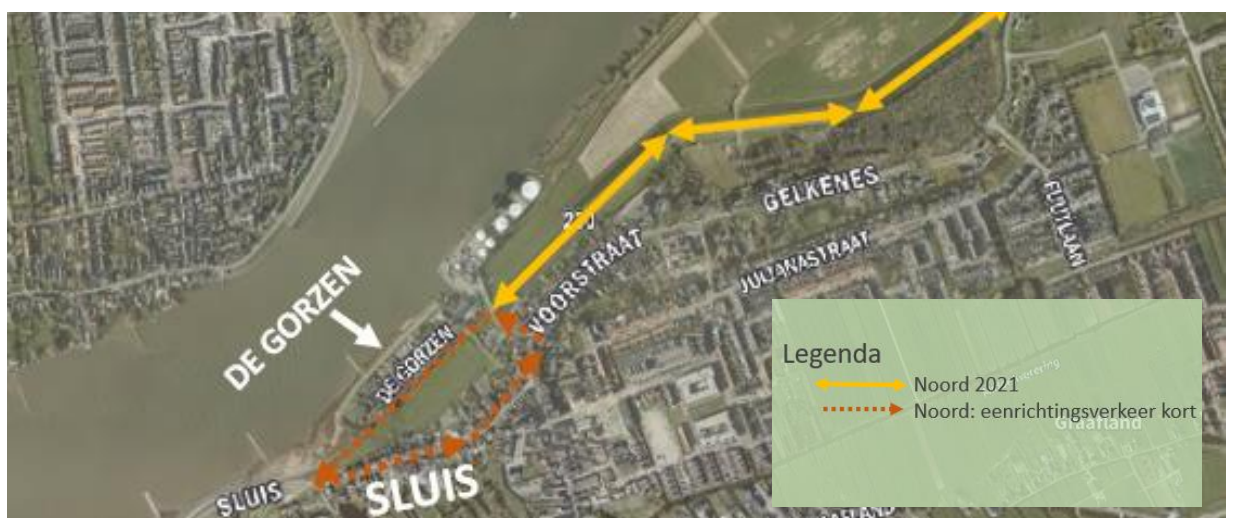 GELKENES
FLUITLAAN
JULIANASTRAAT
VOORSTRAAT
DE GORZEN
DE GORZEN
SLUIS
SLUIS
Legenda
Noord 2021
Noord: eenrichtingsverkeer kort
Graafland